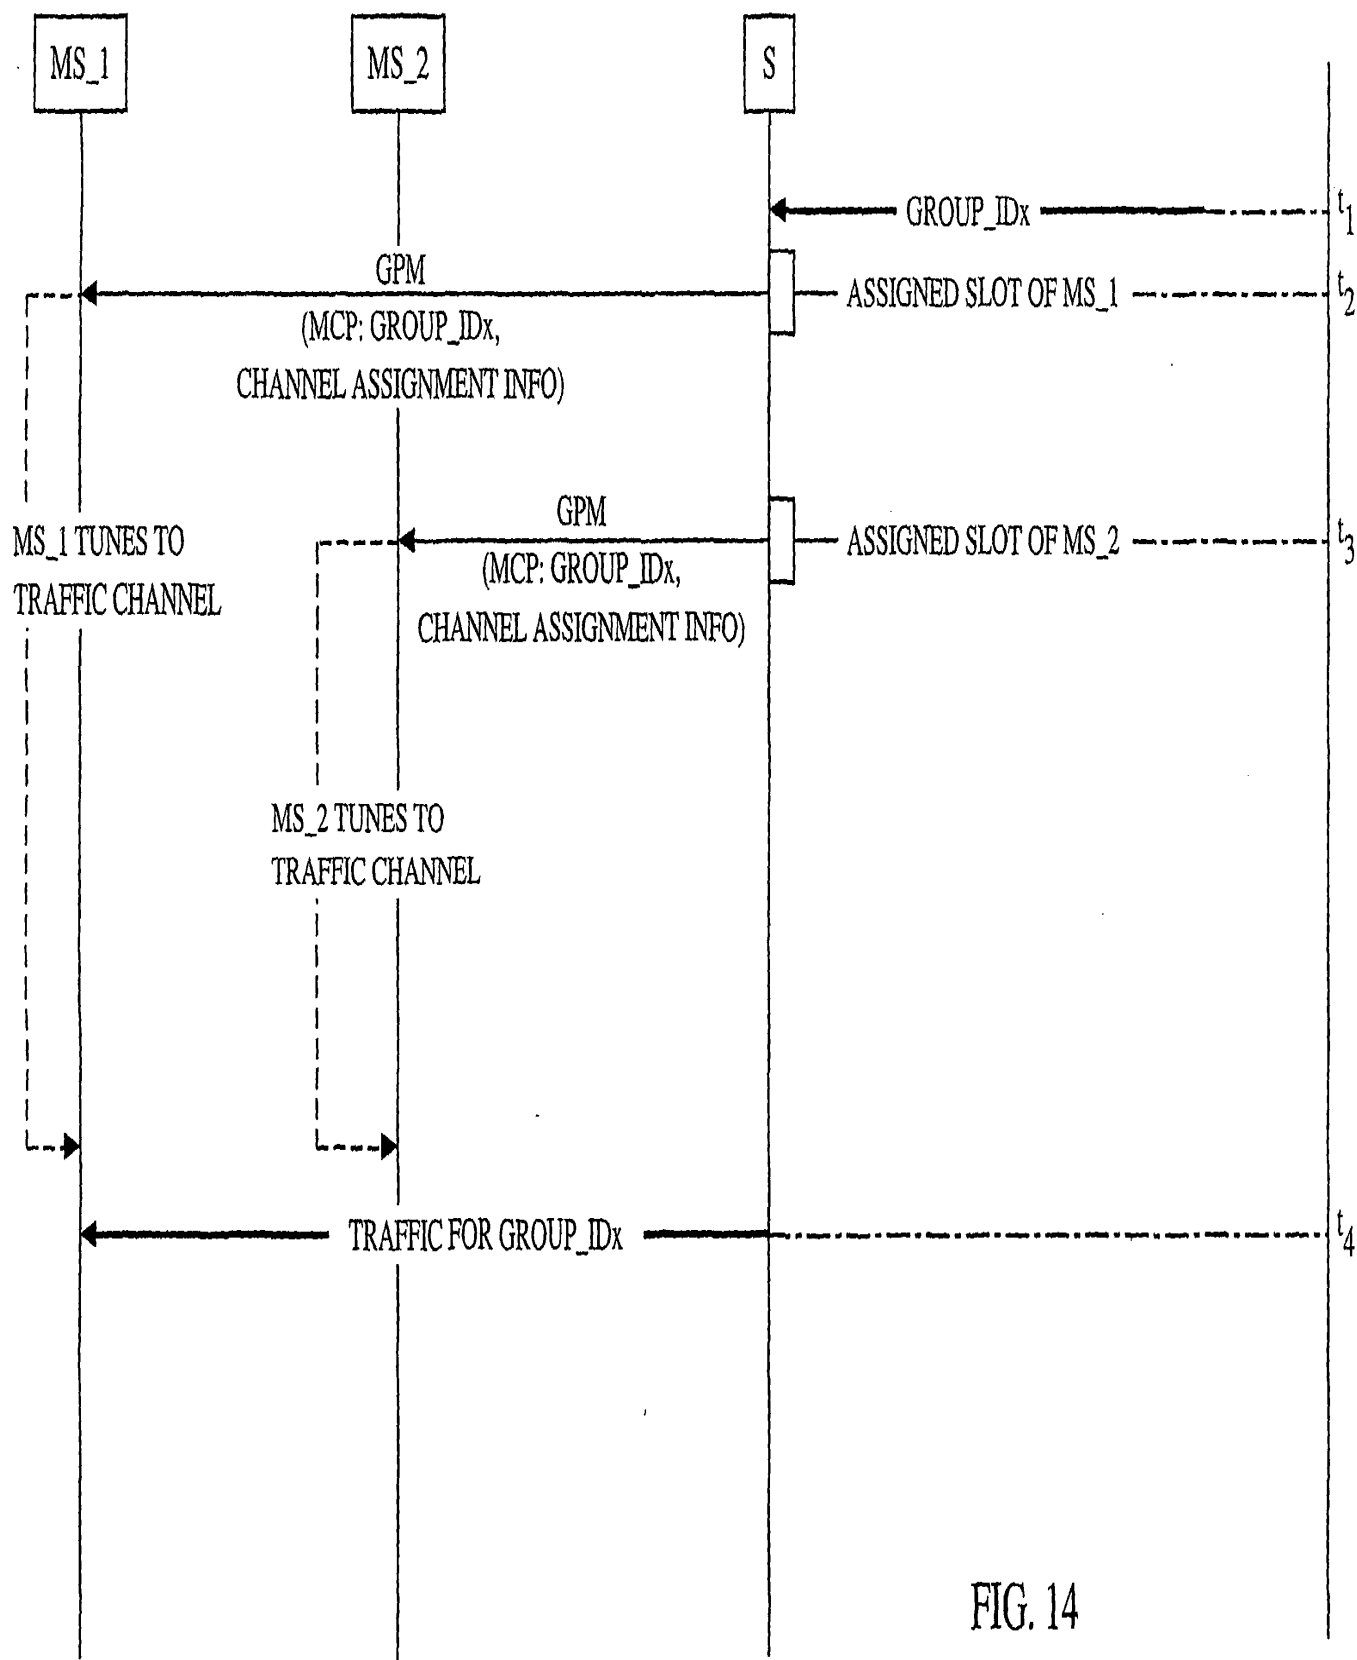 MS_1
MS_2
S
GROUP_IDx
t1
GPM
ASSIGNED SLOT OF MS_1
t2
(MCP: GROUP_IDx,
CHANNEL ASSIGNMENT INFO)
GPM
MS_1 TUNES TO
TRAFFIC CHANNEL
ASSIGNED SLOT OF MS_2
t3
(MCP: GROUP_IDx,
CHANNEL ASSIGNMENT INFO)
MS_2 TUNES TO
TRAFFIC CHANNEL
TRAFFIC FOR GROUP_IDx
t4
FIG. 14